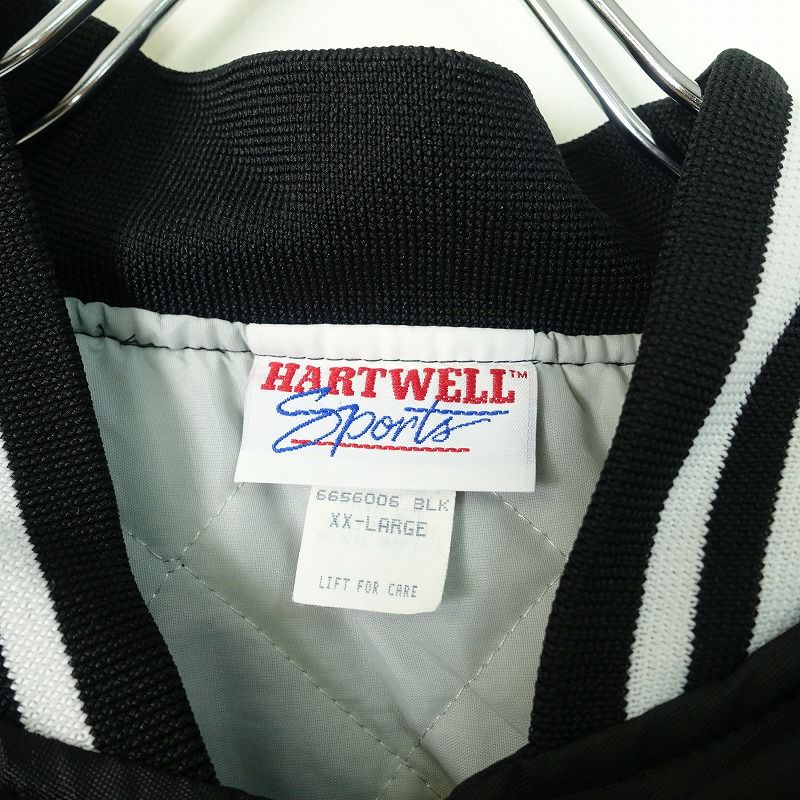 HARTWELL™
Sports
6656006 BLK
XX-LARGE
LIFT FOR CARE